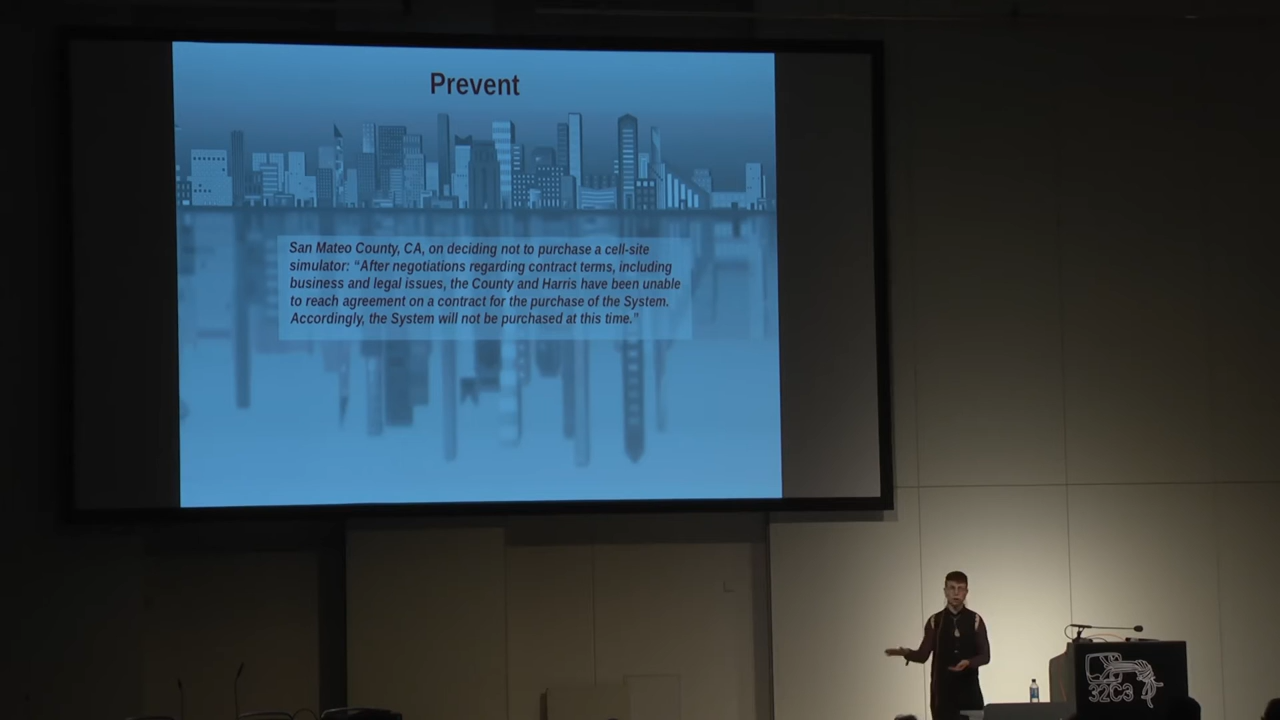 Prevent
San Mateo County, CA, on deciding not to purchase a cell-site
simulator: “After negotiations regarding contract terms, including
business and legal issues, the County and Harris have been unable
to reach agreement on a contract for the purchase of the System.
Accordingly, the System will not be purchased at this time.”
32C3